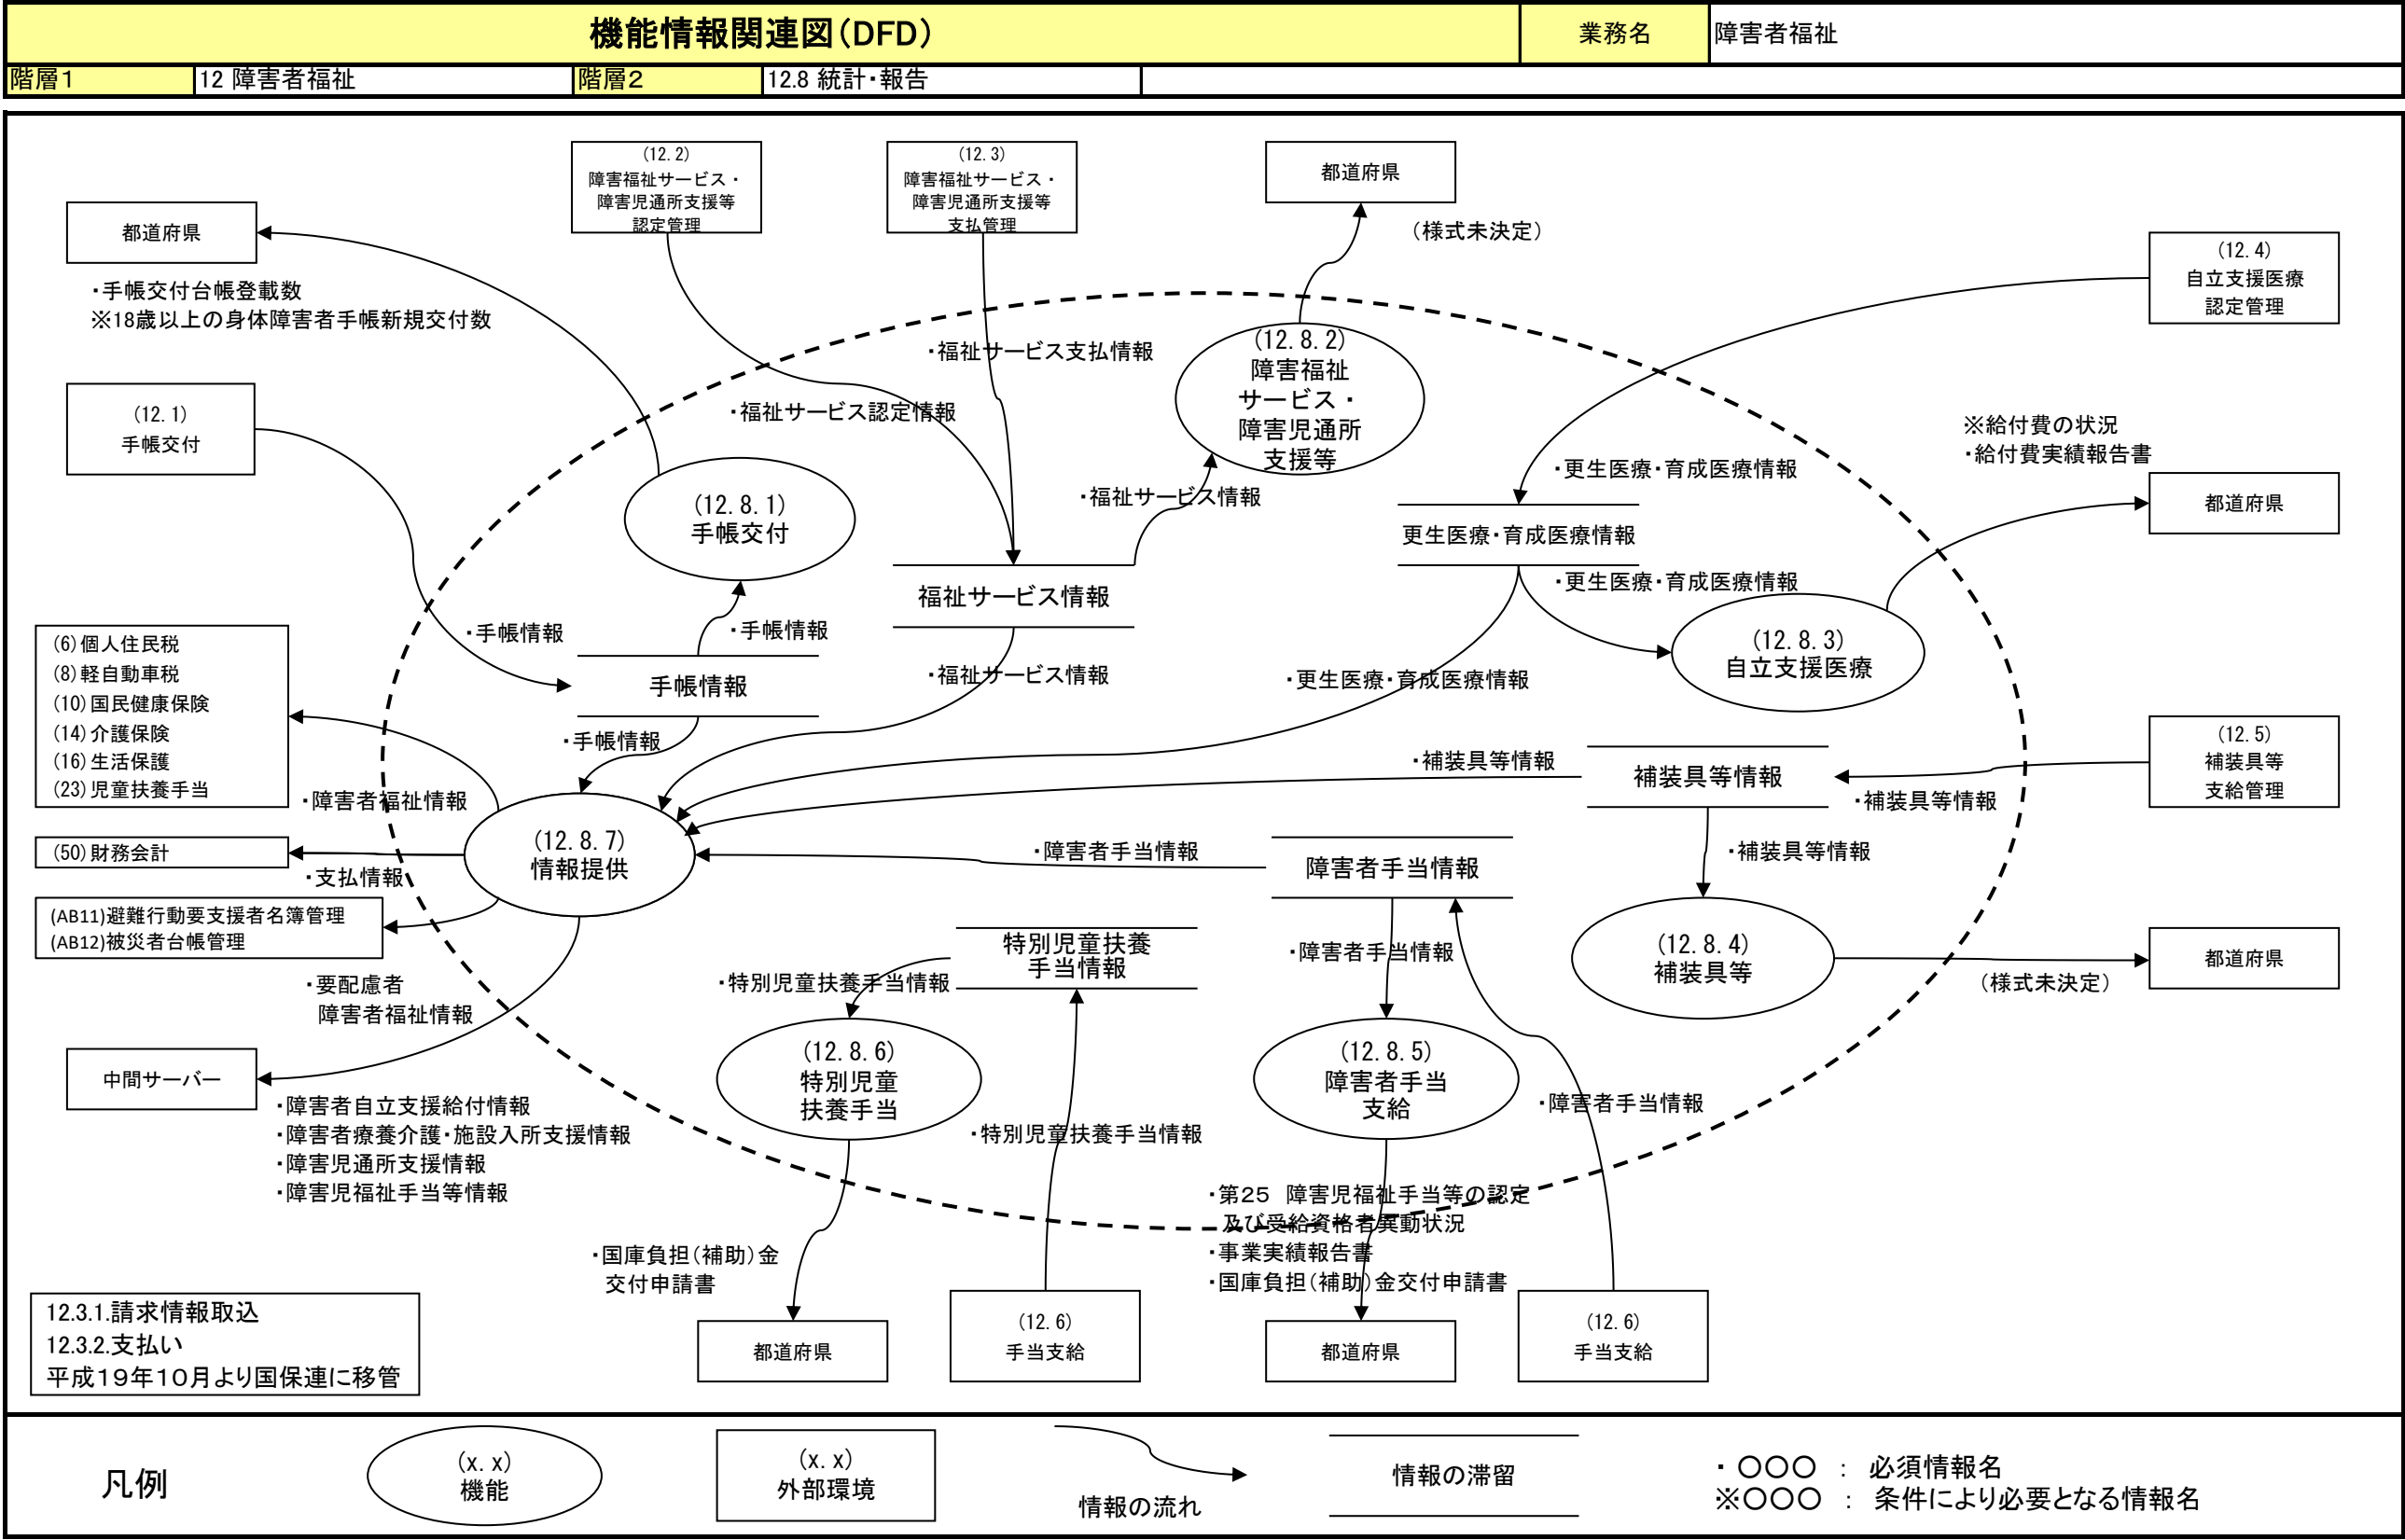 機能情報関連図（DFD）
業務名
障害者福祉
階層１
12 障害者福祉
階層２
12.8 統計・報告
(12.2)
障害福祉サービス・
障害児通所支援等
認定管理
(12.3)
障害福祉サービス・
障害児通所支援等
支払管理
都道府県
（様式未決定）
都道府県
・手帳交付台帳登載数
※18歳以上の身体障害者手帳新規交付数
(12.4)
自立支援医療
認定管理
(12.1)
手帳交付
・福祉サービス支払情報
・福祉サービス認定情報
(12.8.2)
障害福祉
サービス・
障害児通所
支援等
※給付費の状況
・給付費実績報告書
都道府県
・更生医療・育成医療情報
・福祉サービス情報
(12.8.1)
手帳交付
更生医療・育成医療情報
・更生医療・育成医療情報
福祉サービス情報
・手帳情報
・手帳情報
(12.8.3)
自立支援医療
(6)個人住民税
(8)軽自動車税
(10)国民健康保険
(14)介護保険
(16)生活保護
(23)児童扶養手当
手帳情報
・福祉サービス情報
・更生医療・育成医療情報
・手帳情報
・補装具等情報
補装具等情報
(12.5)
補装具等
支給管理
・補装具等情報
・障害者福祉情報
(12.8.7)
情報提供
(50)財務会計
・支払情報
・障害者手当情報
障害者手当情報
・補装具等情報
(AB11)避難行動要支援者名簿管理
(AB12)被災者台帳管理
特別児童扶養
手当情報
・障害者手当情報
(12.8.4)
補装具等
都道府県
（様式未決定）
・特別児童扶養手当情報
・要配慮者
障害者福祉情報
中間サーバー
(12.8.6)
特別児童
扶養手当
(12.8.5)
障害者手当
支給
・障害者手当情報
・障害者自立支援給付情報
・障害者療養介護・施設入所支援情報
・障害児通所支援情報
・障害児福祉手当等情報
・特別児童扶養手当情報
・第25　障害児福祉手当等の認定
及び受給資格者異動状況
・事業実績報告書
・国庫負担（補助）金交付申請書
・国庫負担（補助）金
交付申請書
12.3.1.請求情報取込
12.3.2.支払い
平成１９年１０月より国保連に移管
都道府県
(12.6)
手当支給
都道府県
(12.6)
手当支給
凡例
(x.x)
機能
(x.x)
外部環境
情報の流れ
情報の滞留
・ 〇〇〇 ： 必須情報名
※〇〇〇 ： 条件により必要となる情報名